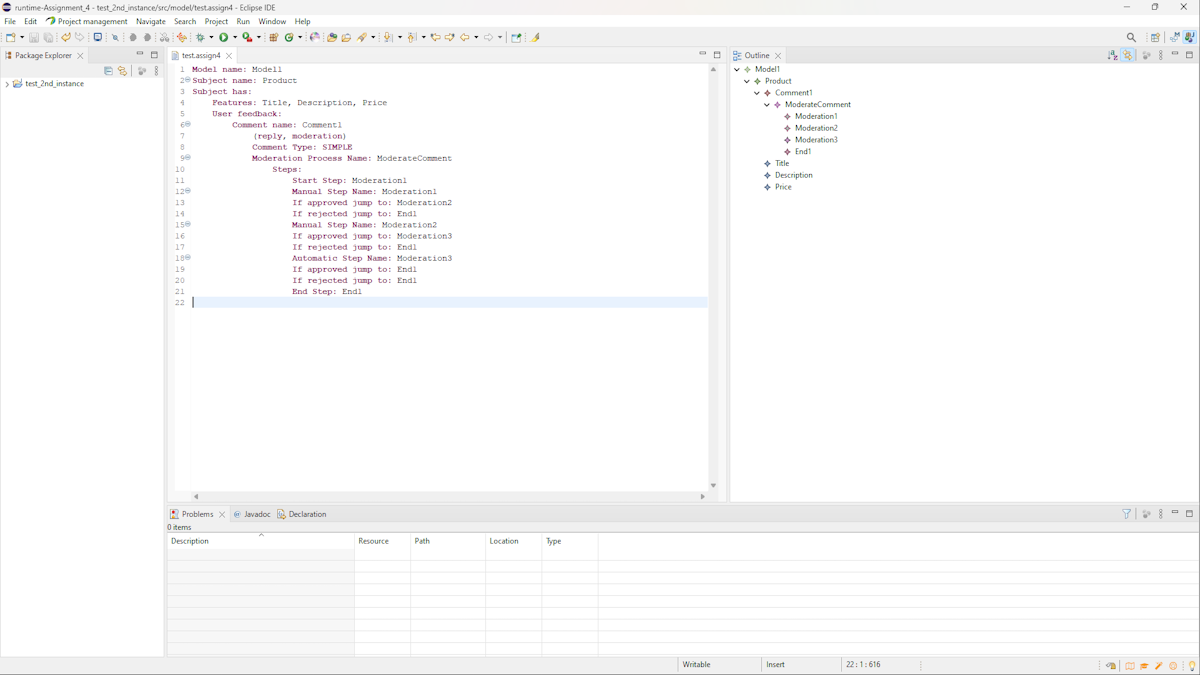 runtime-Assignment_4 - test_2nd_instance/src/model/test.assign4 - Eclipse IDE
File Edit Project management Navigate Search Project Run Window Help
Package Explorer
test_2nd_instance
test.assign4
1 Model name: Model1
2 Subject name: Product
3 Subject has:
4 Features: Title, Description, Price
5 User feedback:
6 Comment name: Comment1
7 (reply, moderation)
8 Comment Type: SIMPLE
9 Moderation Process Name: ModerateComment
10 Steps:
11 Start Step: Moderation1
12 Manual Step Name: Moderation1
13 If approved jump to: Moderation2
14 If rejected jump to: End1
15 Manual Step Name: Moderation2
16 If approved jump to: Moderation3
17 If rejected jump to: End1
18 Automatic Step Name: Moderation3
19 If approved jump to: End1
20 If rejected jump to: End1
21 End Step: End1
22
Outline
Model1
Product
Comment1
ModerateComment
Moderation1
Moderation2
Moderation3
End1
Title
Description
Price
Problems @ Javadoc Declaration
0 items
Description Resource Path Location Type
Writable Insert 22 : 1 : 616